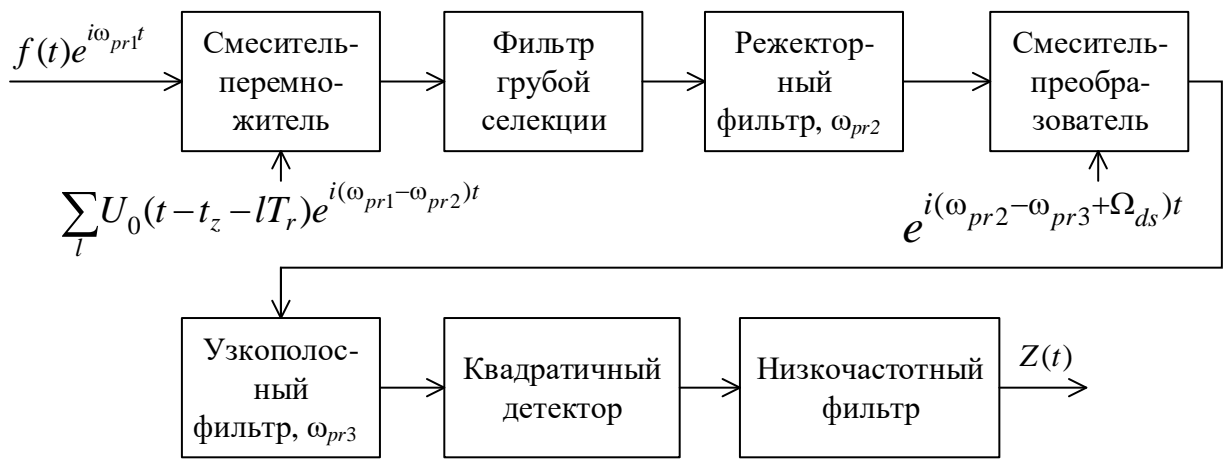 f(t)e^{iω_{pr1}t}
Смеситель-
перемно-
житель
Фильтр
грубой
селекции
Режектор-
ный
фильтр, ω_{pr2}
Смеситель-
преобра-
зователь
∑_l U_0(t−t_z−lT_r)e^{i(ω_{pr1}−ω_{pr2})t}
e^{i(ω_{pr2}−ω_{pr3}+Ω_{ds})t}
Узкополос-
ный
фильтр, ω_{pr3}
Квадратичный
детектор
Низкочастотный
фильтр
Z(t)